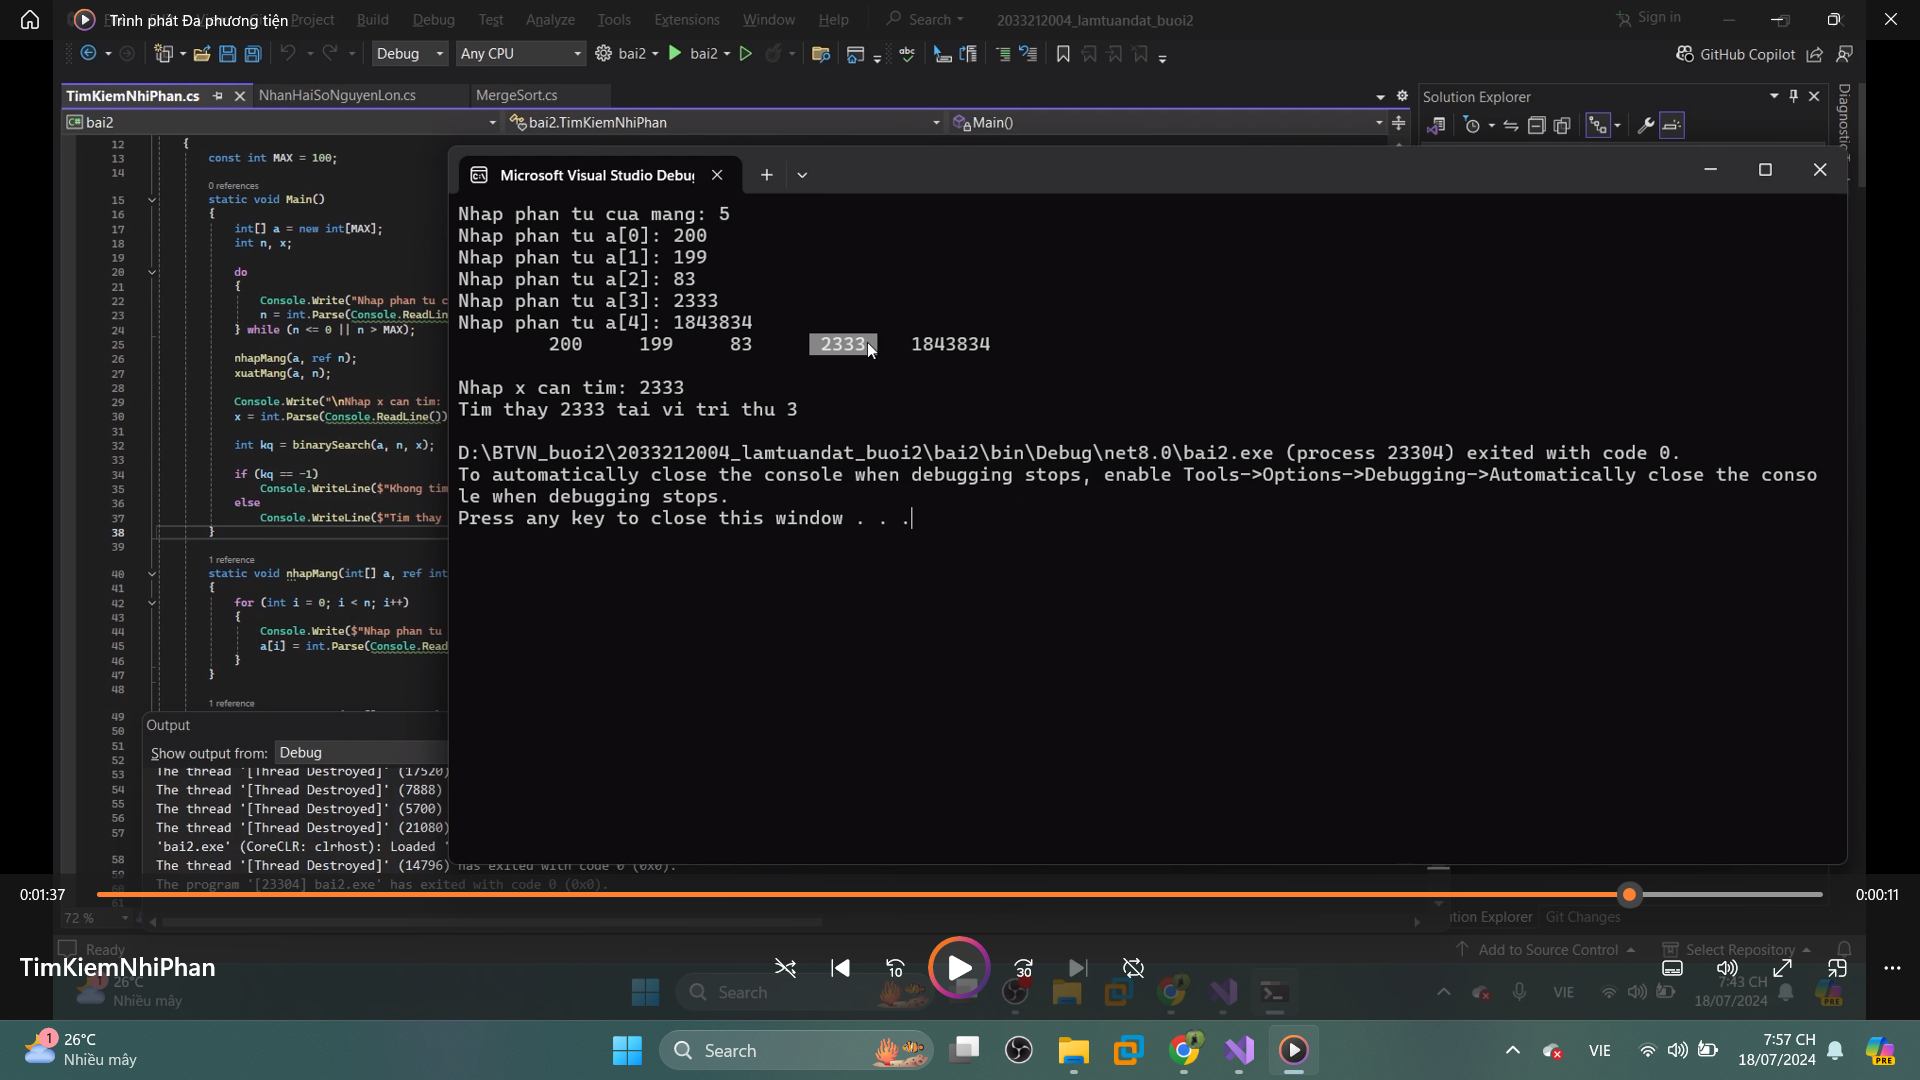 Trình phát Đa phương tiện
Project Build Debug Test Analyze Tools Extensions Window Help Search 2033212004_lamtuandat_buoi2 Sign in
Debug Any CPU bai2 bai2 GitHub Copilot
TimKiemNhiPhan.cs NhanHaiSoNguyenLon.cs MergeSort.cs
Solution Explorer
bai2 bai2.TimKiemNhiPhan Main()
12 {
13 const int MAX = 100;
14
0 references
15 static void Main()
16 {
17 int[] a = new int[MAX];
18 int n, x;
19
20 do
21 {
22 Console.Write("Nhap phan tu c
23 n = int.Parse(Console.ReadLin
24 } while (n <= 0 || n > MAX);
25
26 nhapMang(a, ref n);
27 xuatMang(a, n);
28
29 Console.Write("\nNhap x can tim:
30 x = int.Parse(Console.ReadLine())
31
32 int kq = binarySearch(a, n, x);
33
34 if (kq == -1)
35 Console.WriteLine($"Khong tim
36 else
37 Console.WriteLine($"Tim thay
38 }
39
1 reference
40 static void nhapMang(int[] a, ref int
41 {
42 for (int i = 0; i < n; i++)
43 {
44 Console.Write($"Nhap phan tu
45 a[i] = int.Parse(Console.Read
46 }
47 }
48
1 reference
49
50
51
52
53
54
55
56
57
58
59
60
61
Microsoft Visual Studio Debu
Nhap phan tu cua mang: 5
Nhap phan tu a[0]: 200
Nhap phan tu a[1]: 199
Nhap phan tu a[2]: 83
Nhap phan tu a[3]: 2333
Nhap phan tu a[4]: 1843834
200 199 83 2333 1843834
Nhap x can tim: 2333
Tim thay 2333 tai vi tri thu 3
D:\BTVN_buoi2\2033212004_lamtuandat_buoi2\bai2\bin\Debug\net8.0\bai2.exe (process 23304) exited with code 0.
To automatically close the console when debugging stops, enable Tools->Options->Debugging->Automatically close the conso
le when debugging stops.
Press any key to close this window . . .
Output
Show output from: Debug
The thread '[Thread Destroyed]' (17520)
The thread '[Thread Destroyed]' (7888)
The thread '[Thread Destroyed]' (5700)
The thread '[Thread Destroyed]' (21080)
'bai2.exe' (CoreCLR: clrhost): Loaded '
The thread '[Thread Destroyed]' (14796) has exited with code 0 (0x0).
The program '[23304] bai2.exe' has exited with code 0 (0x0).
0:01:37 0:00:11
72 % tion Explorer Git Changes
Ready Add to Source Control Select Repository
TimKiemNhiPhan
10 30
26°C
Nhiều mây
Search VIE 7:43 CH
18/07/2024
1 26°C
Nhiều mây
Search VIE 7:57 CH
18/07/2024